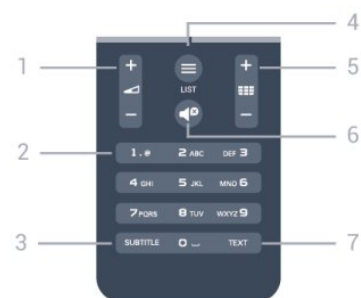 4
1 + + 5
LIST
- -
6
2 1.@ 2 ABC DEF 3
4 GHI 5 JKL MNO 6
7 PQRS 8 TUV WXYZ 9
3 SUBTITLE 0 ⌴ TEXT 7